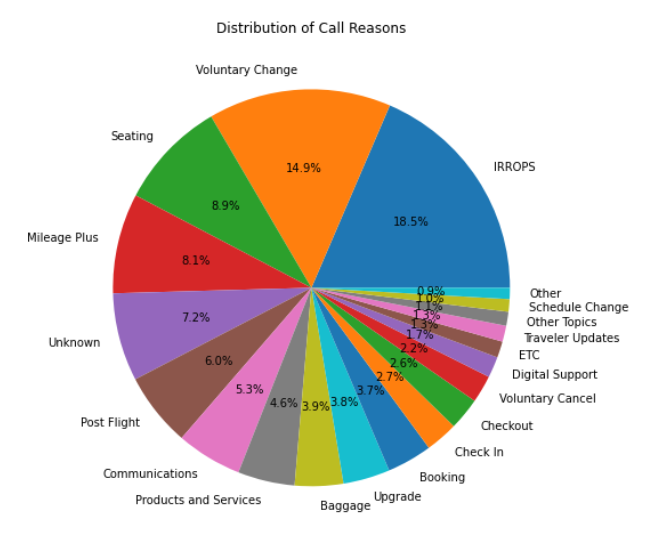 Distribution of Call Reasons
Voluntary Change
Seating
IRROPS
14.9%
18.5%
8.9%
Mileage Plus
8.1%
0.9%
Other
1.0%
Schedule Change
1.1%
Other Topics
1.3%
Traveler Updates
1.3%
ETC
1.7%
Digital Support
2.2%
Voluntary Cancel
2.6%
Checkout
2.7%
Check In
3.7%
Booking
3.8%
Upgrade
3.9%
Baggage
4.6%
Products and Services
5.3%
Communications
6.0%
Post Flight
7.2%
Unknown